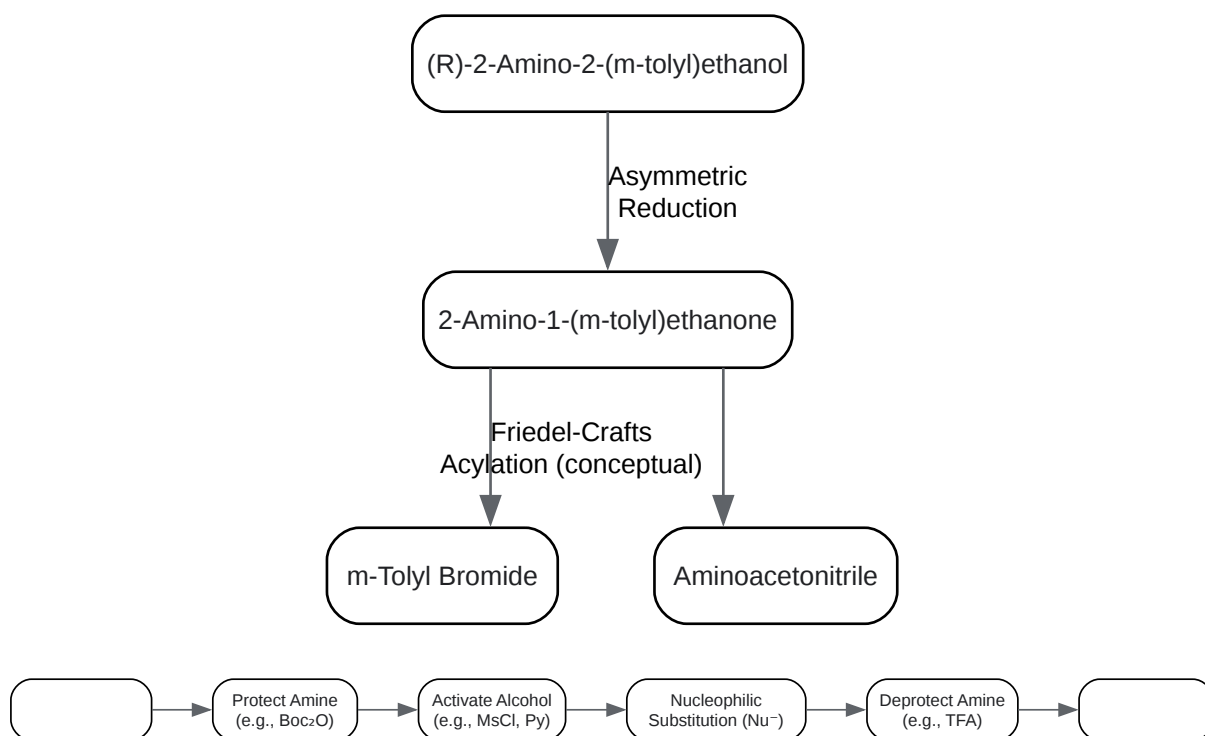 (R)-2-Amino-2-(m-tolyl)ethanol
Asymmetric
Reduction
2-Amino-1-(m-tolyl)ethanone
Friedel-Crafts
Acylation (conceptual)
m-Tolyl Bromide
Aminoacetonitrile
Protect Amine
(e.g., Boc₂O)
Activate Alcohol
(e.g., MsCl, Py)
Nucleophilic
Substitution (Nu⁻)
Deprotect Amine
(e.g., TFA)